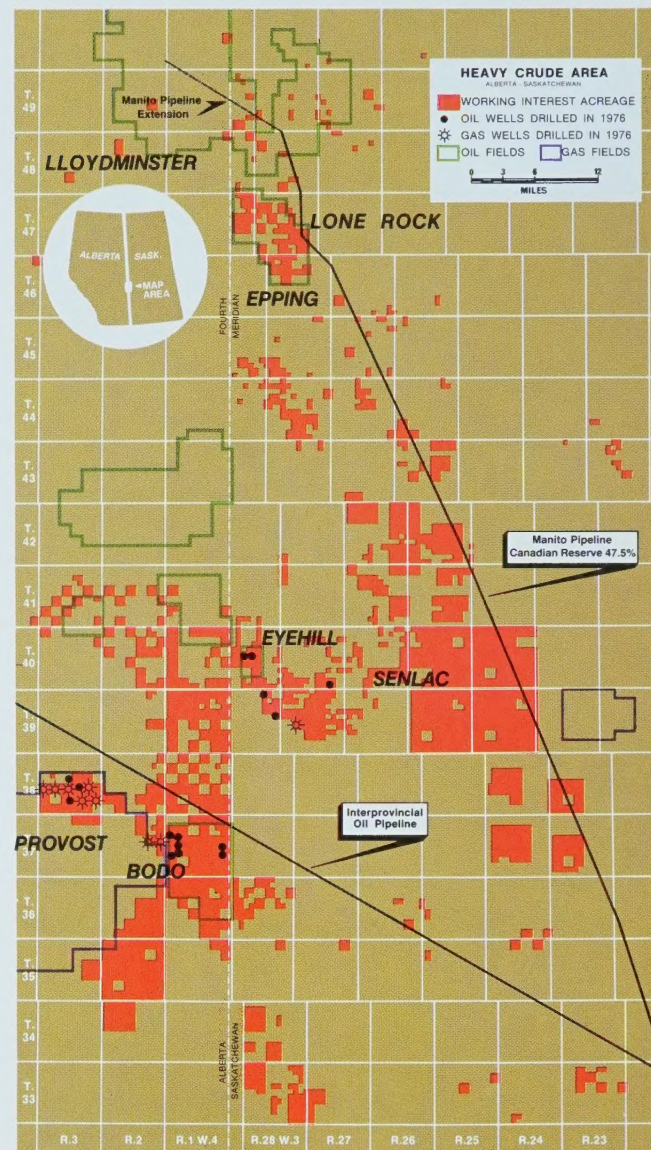 HEAVY CRUDE AREA
ALBERTA - SASKATCHEWAN
WORKING INTEREST ACREAGE
OIL WELLS DRILLED IN 1976
GAS WELLS DRILLED IN 1976
OIL FIELDS GAS FIELDS
0 3 6 12
MILES
T. 49
Manito Pipeline
Extension
LLOYDMINSTER
T. 48
T. 47
LONE ROCK
ALBERTA SASK.
MAP
AREA
T. 46
EPPING
FOURTH
MERIDIAN
T. 45
T. 44
T. 43
T. 42
Manito Pipeline
Canadian Reserve 47.5%
T. 41
EYEHILL
T. 40
SENLAC
T. 39
T. 38
Interprovincial
Oil Pipeline
PROVOST
T. 37
BODO
T. 36
T. 35
T. 34
ALBERTA
SASKATCHEWAN
T. 33
R.3 R.2 R.1 W.4 R.28 W.3 R.27 R.26 R.25 R.24 R.23